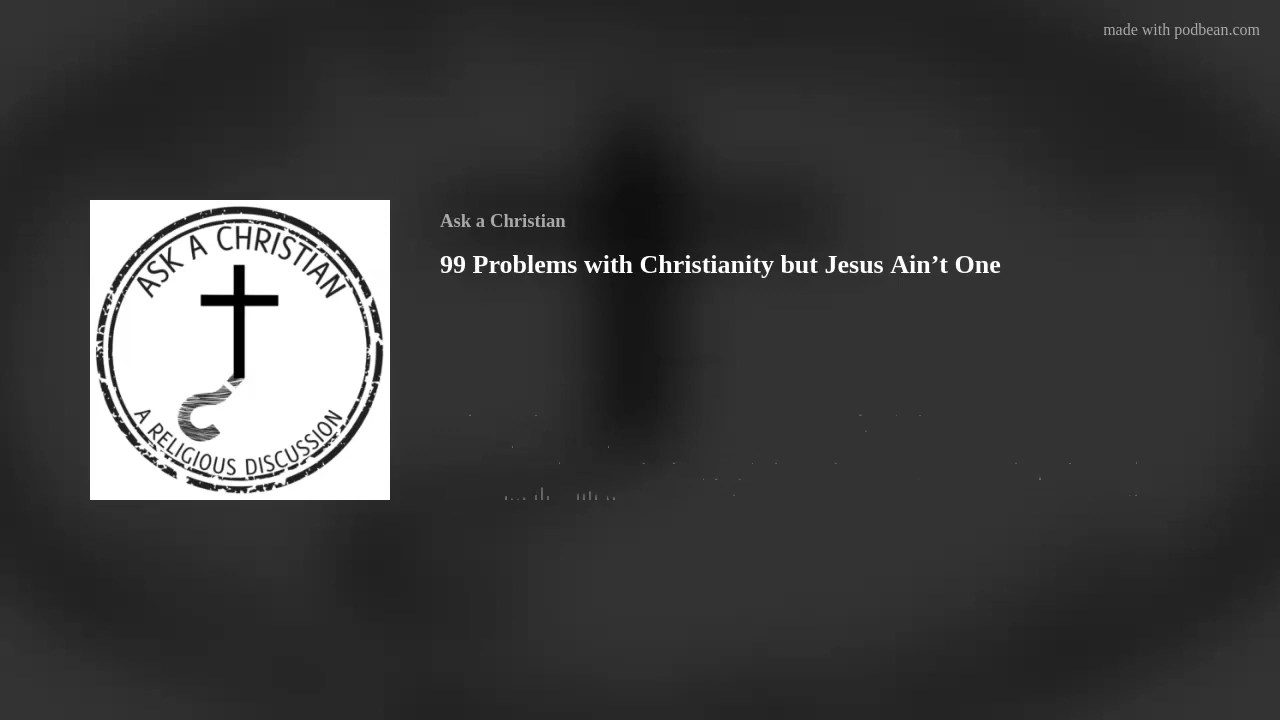 made with podbean.com
ASK A CHRISTIAN
A RELIGIOUS DISCUSSION
Ask a Christian
99 Problems with Christianity but Jesus Ain’t One